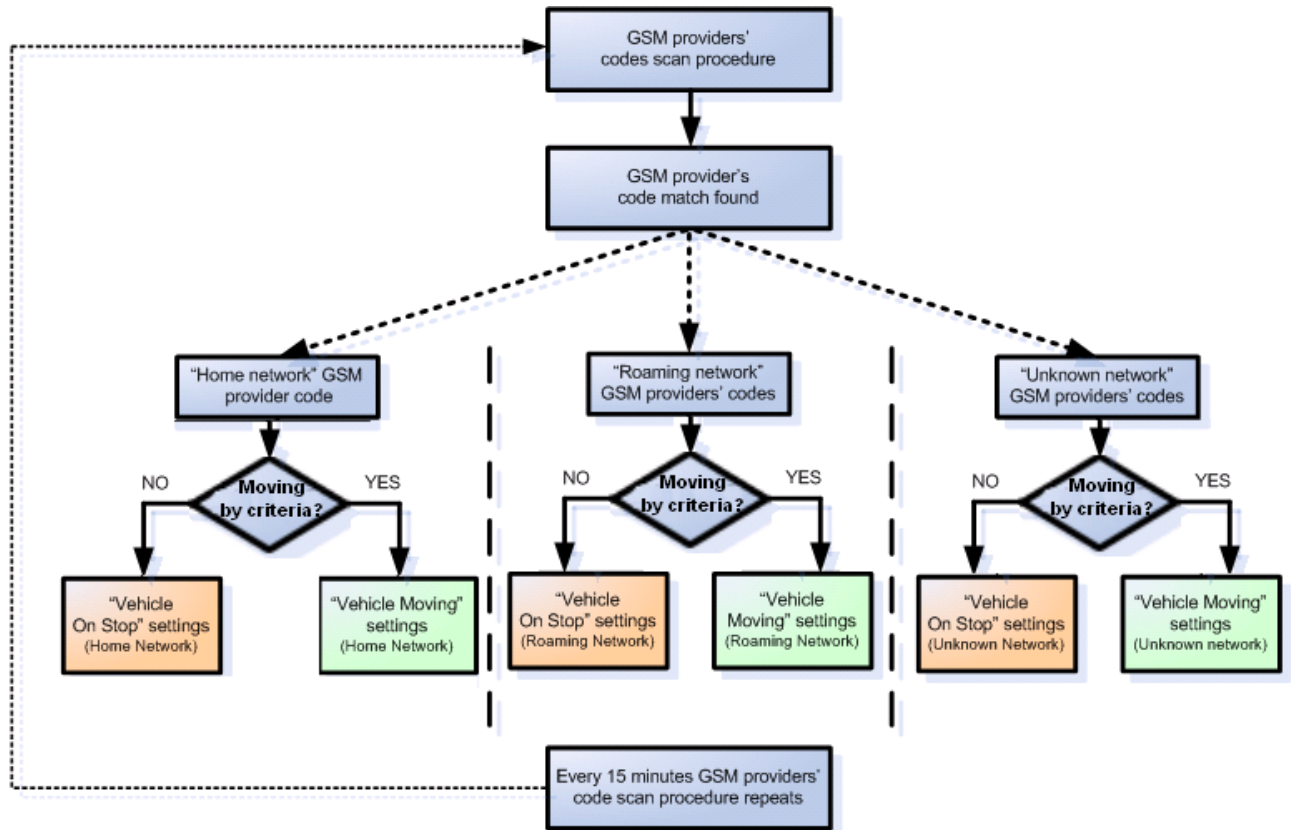 GSM providers'
codes scan procedure
GSM provider's
code match found
“Home network” GSM
provider code
“Roaming network”
GSM providers' codes
“Unknown network”
GSM providers' codes
NO
Moving
by criteria?
YES
NO
Moving
by criteria?
YES
NO
Moving
by criteria?
YES
“Vehicle
On Stop” settings
(Home Network)
“Vehicle Moving”
settings
(Home Network)
“Vehicle
On Stop” settings
(Roaming Network)
“Vehicle
Moving” settings
(Roaming Network)
“Vehicle
On Stop” settings
(Unknown Network)
“Vehicle Moving”
settings
(Unknown network)
Every 15 minutes GSM providers'
code scan procedure repeats